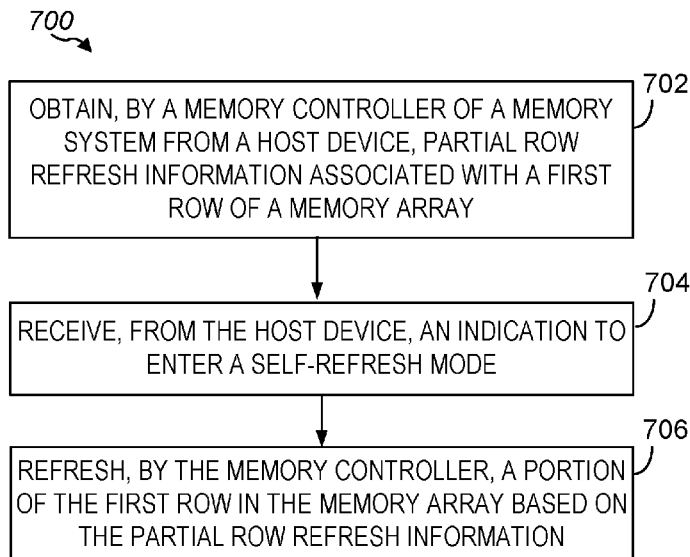 700
702
OBTAIN, BY A MEMORY CONTROLLER OF A MEMORY
SYSTEM FROM A HOST DEVICE, PARTIAL ROW
REFRESH INFORMATION ASSOCIATED WITH A FIRST
ROW OF A MEMORY ARRAY
704
RECEIVE, FROM THE HOST DEVICE, AN INDICATION TO
ENTER A SELF-REFRESH MODE
706
REFRESH, BY THE MEMORY CONTROLLER, A PORTION
OF THE FIRST ROW IN THE MEMORY ARRAY BASED ON
THE PARTIAL ROW REFRESH INFORMATION